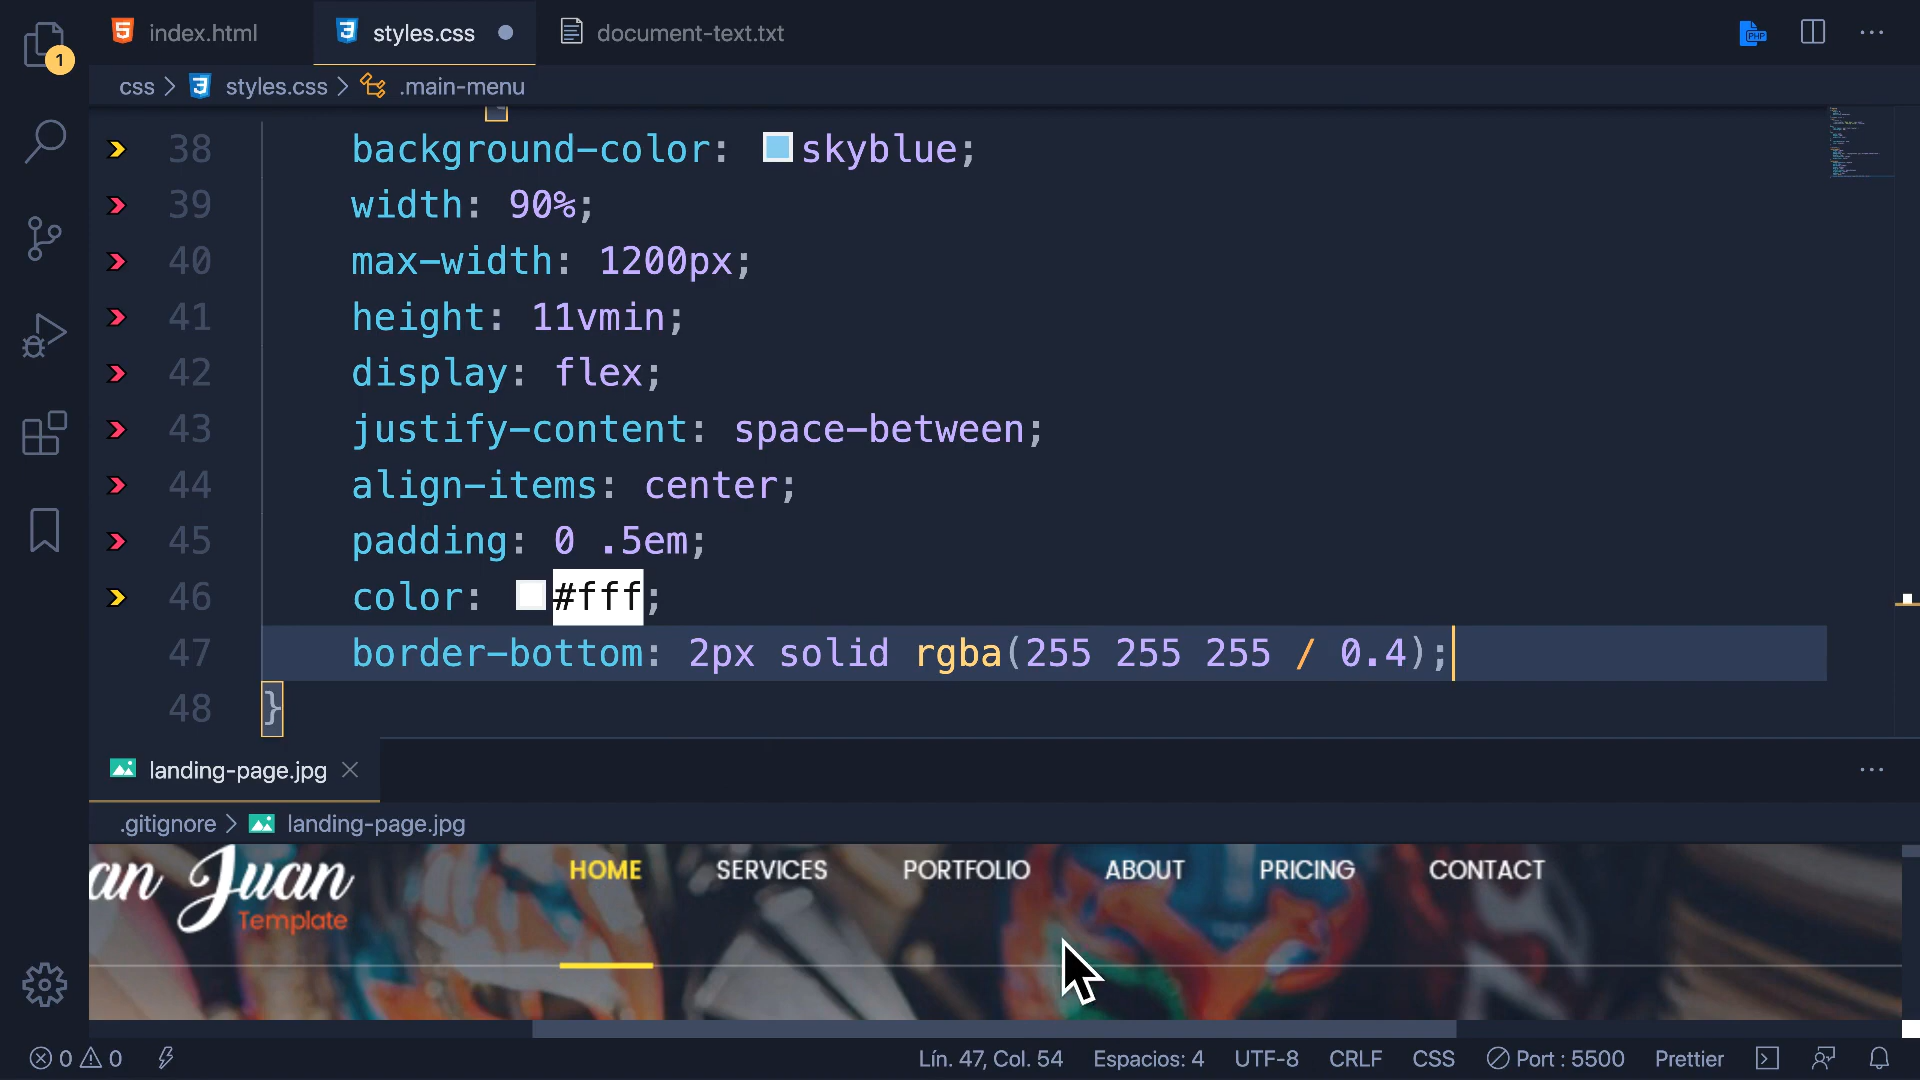 index.html
styles.css
document-text.txt
PHP
1
css > styles.css > .main-menu
38 background-color: skyblue;
39 width: 90%;
40 max-width: 1200px;
41 height: 11vmin;
42 display: flex;
43 justify-content: space-between;
44 align-items: center;
45 padding: 0 .5em;
46 color: #fff;
47 border-bottom: 2px solid rgba(255 255 255 / 0.4);
48 }
landing-page.jpg
.gitignore > landing-page.jpg
an Juan
Template
HOME SERVICES PORTFOLIO ABOUT PRICING CONTACT
0 0 Lín. 47, Col. 54 Espacios: 4 UTF-8 CRLF CSS Port : 5500 Prettier